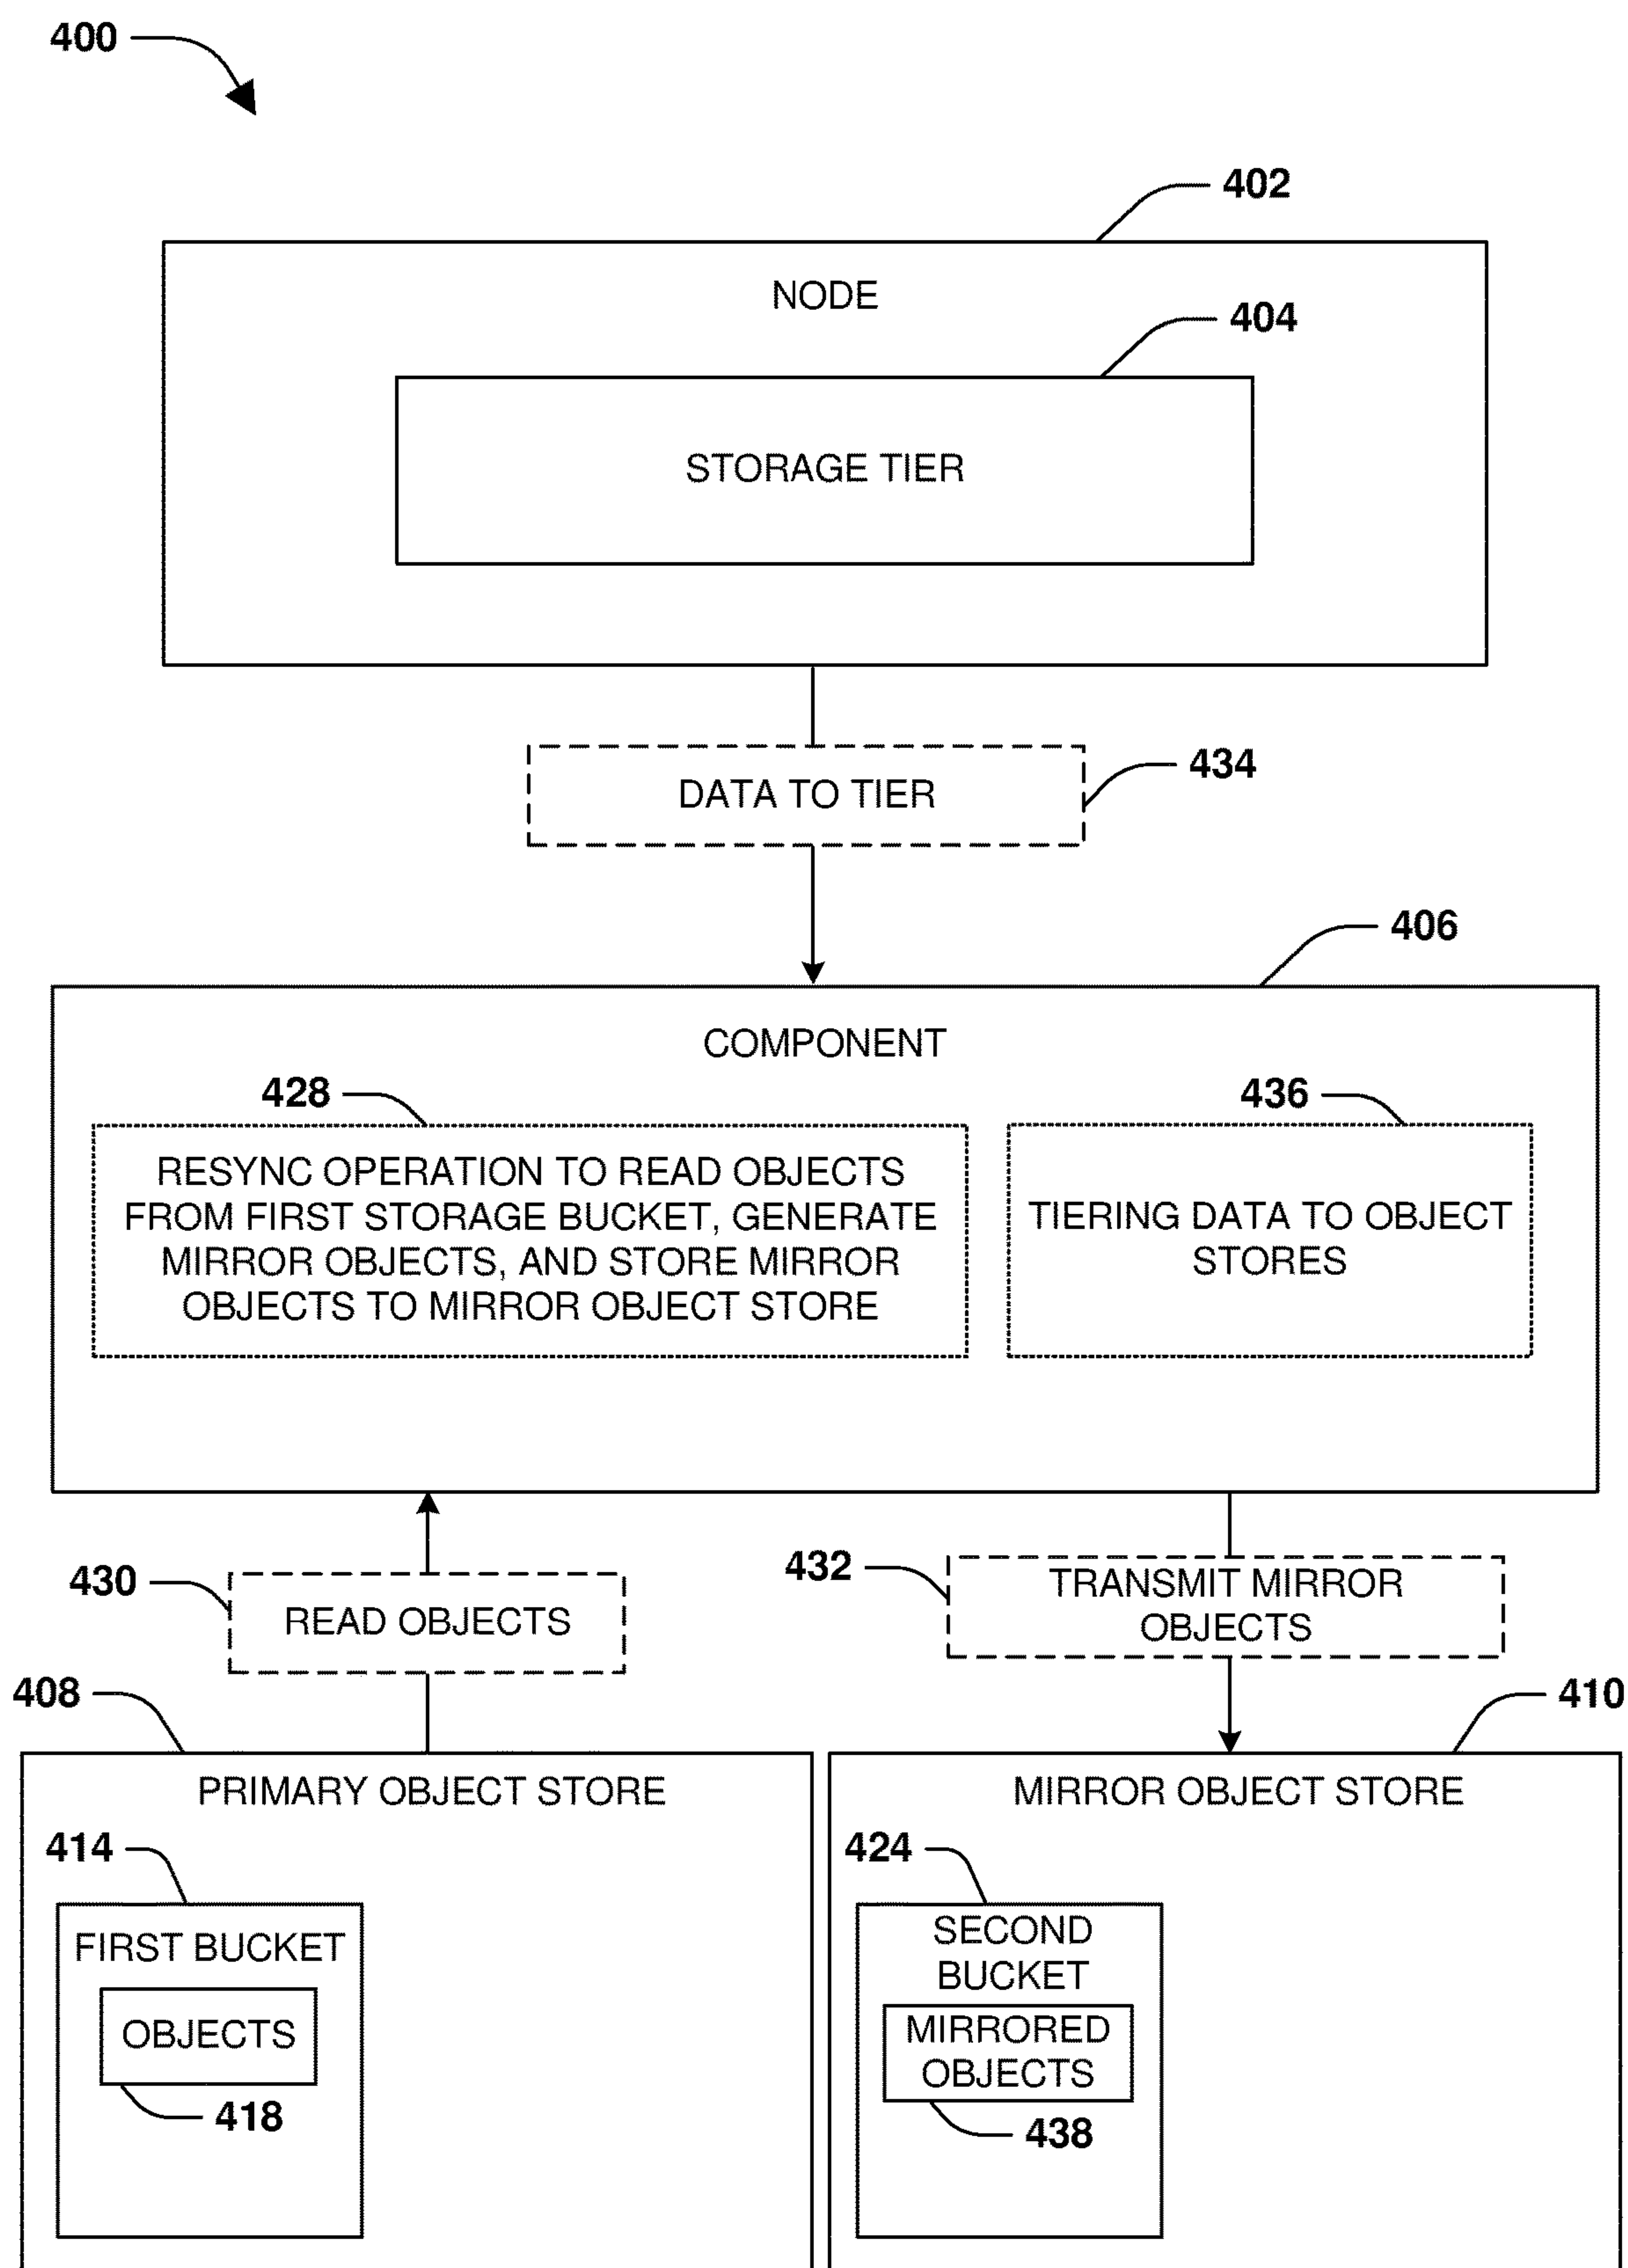 400
402
NODE
404
STORAGE TIER
DATA TO TIER
434
406
COMPONENT
428
436
RESYNC OPERATION TO READ OBJECTS
FROM FIRST STORAGE BUCKET, GENERATE
MIRROR OBJECTS, AND STORE MIRROR
OBJECTS TO MIRROR OBJECT STORE
TIERING DATA TO OBJECT
STORES
430
READ OBJECTS
432
TRANSMIT MIRROR
OBJECTS
408
410
PRIMARY OBJECT STORE
414
FIRST BUCKET
OBJECTS
418
MIRROR OBJECT STORE
424
SECOND
BUCKET
MIRRORED
OBJECTS
438